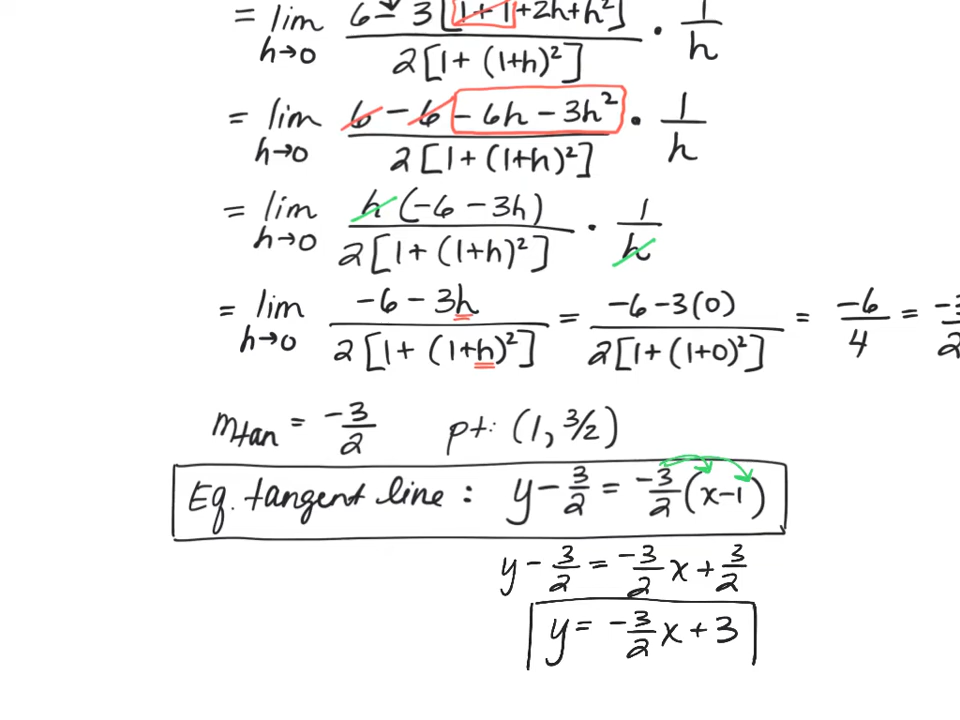 = lim h→0 6 - 3[1+1+2h+h²] / 2[1+(1+h)²] · 1/h
= lim h→0 6 - 6 - 6h - 3h² / 2[1+(1+h)²] · 1/h
= lim h→0 h(-6-3h) / 2[1+(1+h)²] · 1/h
= lim h→0 -6-3h / 2[1+(1+h)²] = -6-3(0) / 2[1+(1+0)²] = -6/4 = -3/2
mtan = -3/2 pt: (1, 3/2)
Eq. tangent line: y - 3/2 = -3/2 (x-1)
y - 3/2 = -3/2 x + 3/2
y = -3/2 x + 3